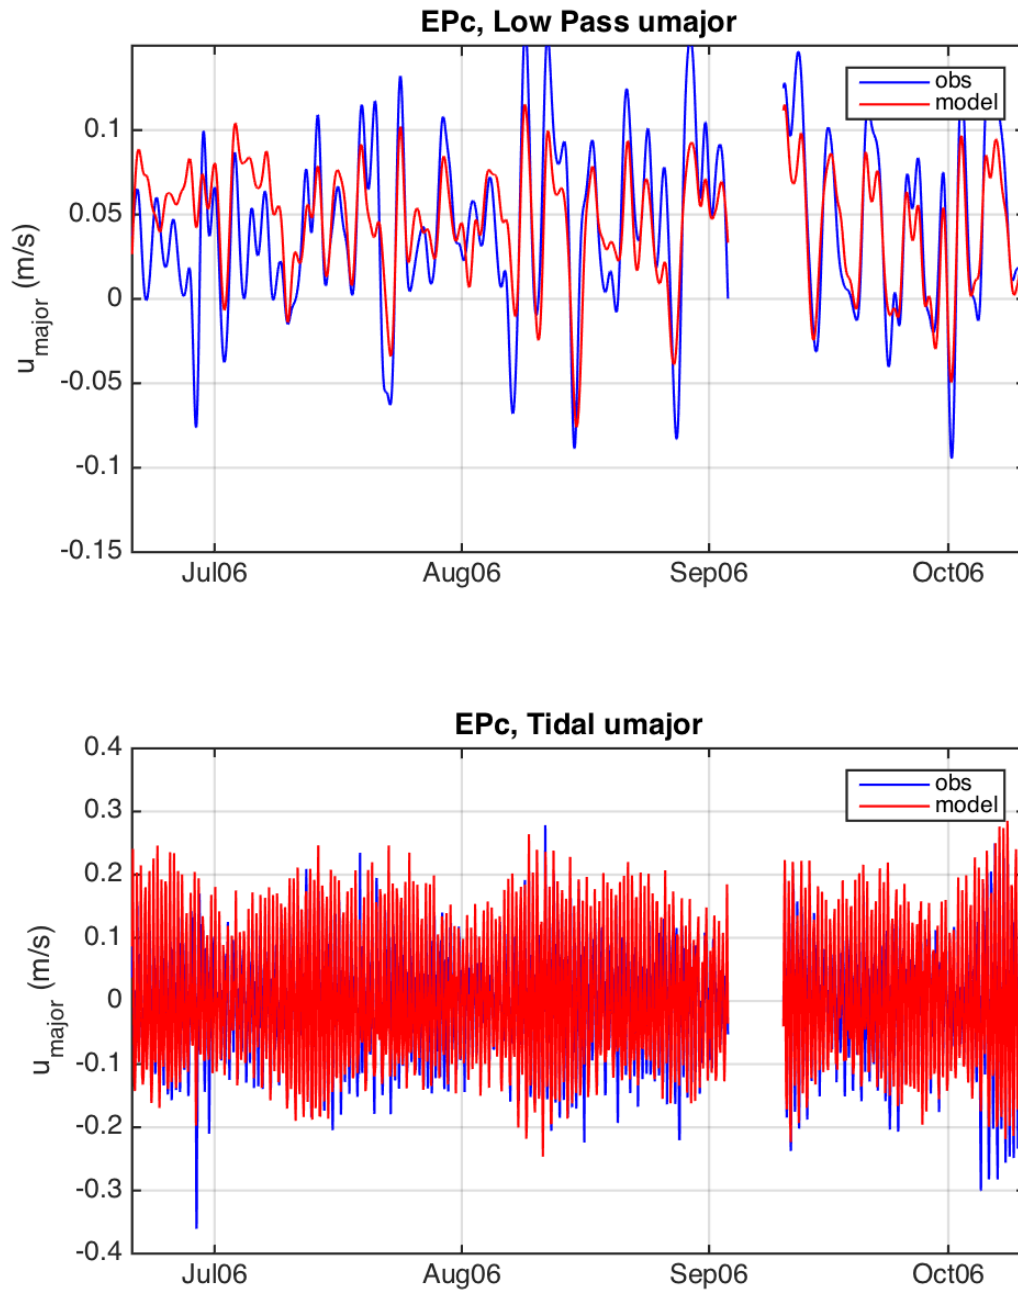 EPc, Low Pass umajor
obs
model
0.1
0.05
0
-0.05
-0.1
-0.15
umajor (m/s)
Jul06 Aug06 Sep06 Oct06
EPc, Tidal umajor
obs
model
0.4
0.3
0.2
0.1
0
-0.1
-0.2
-0.3
-0.4
umajor (m/s)
Jul06 Aug06 Sep06 Oct06